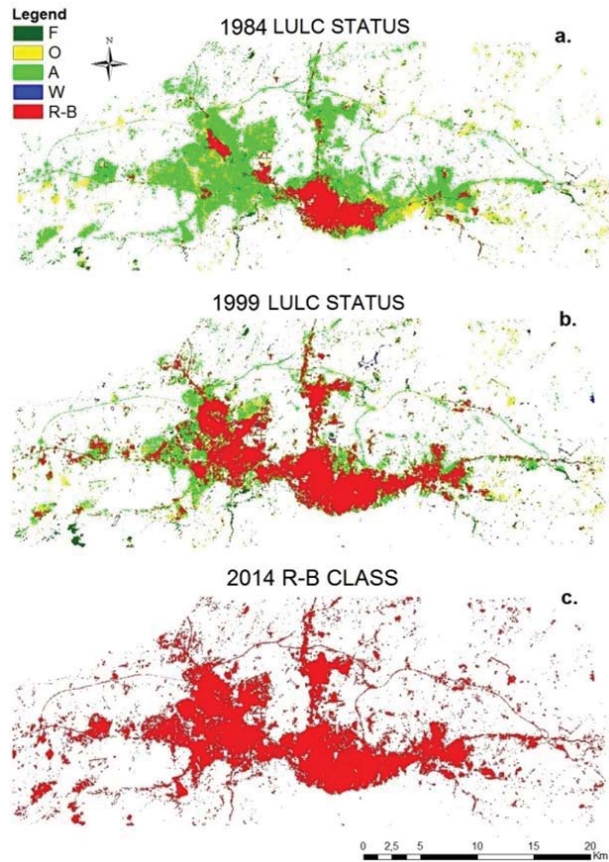 Legend
F
O
A
W
R-B
N
1984 LULC STATUS
a.
1999 LULC STATUS
b.
2014 R-B CLASS
c.
0 2,5 5 10 15 20
Km